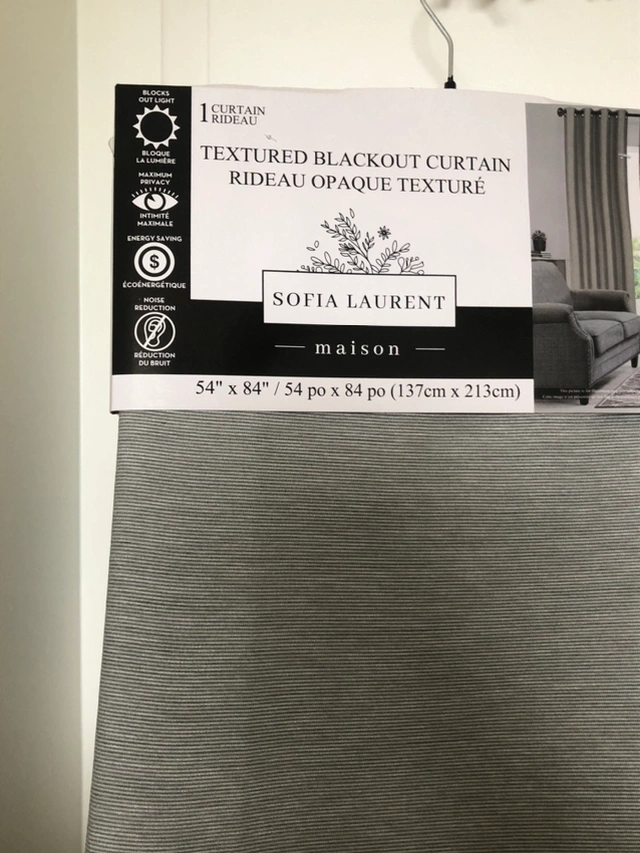 BLOCKS
OUT LIGHT
BLOQUE
LA LUMIÈRE
MAXIMUM
PRIVACY
INTIMITÉ
MAXIMALE
ENERGY SAVING
$
ÉCOÉNERGÉTIQUE
NOISE
REDUCTION
RÉDUCTION
DU BRUIT
1 CURTAIN
RIDEAU
TEXTURED BLACKOUT CURTAIN
RIDEAU OPAQUE TEXTURÉ
SOFIA LAURENT
maison
54" x 84" / 54 po x 84 po (137cm x 213cm)